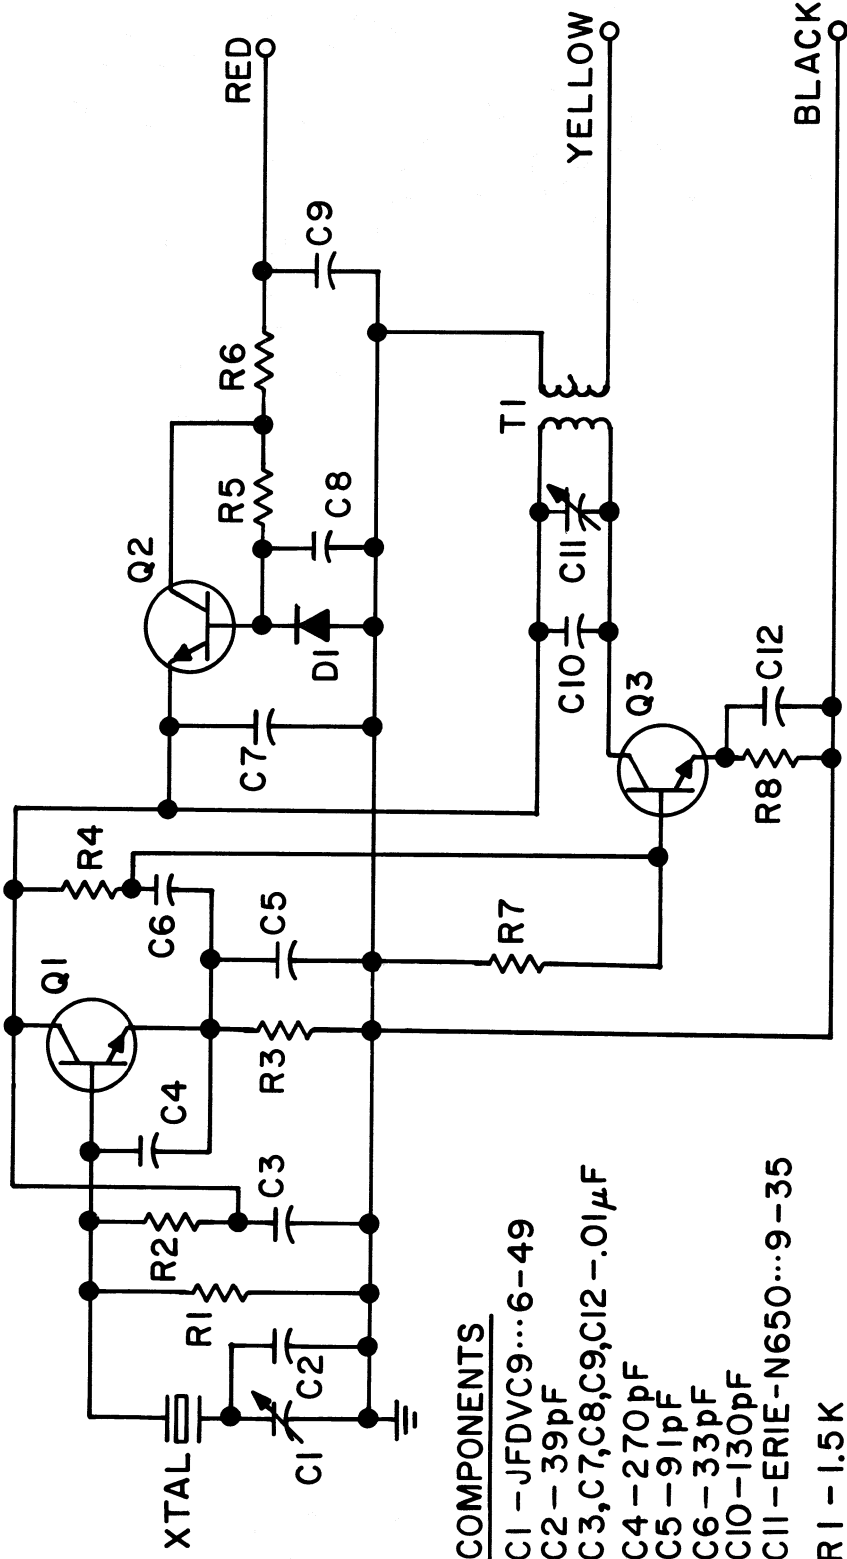 RED
YELLOW
BLACK
C9
R6
T1
R5
C8
C11
Q2
D1
C10
Q3
C12
C7
R8
R4
C6
C5
R7
Q1
R3
C4
C3
R2
R1
C2
C1
XTAL
COMPONENTS
C1-JFDVC9...6-49
C2-39pF
C3,C7,C8,C9,C12-.01µF
C4-270pF
C5-91pF
C6-33pF
C10-130pF
C11-ERIE-N650...9-35
R1-1.5K